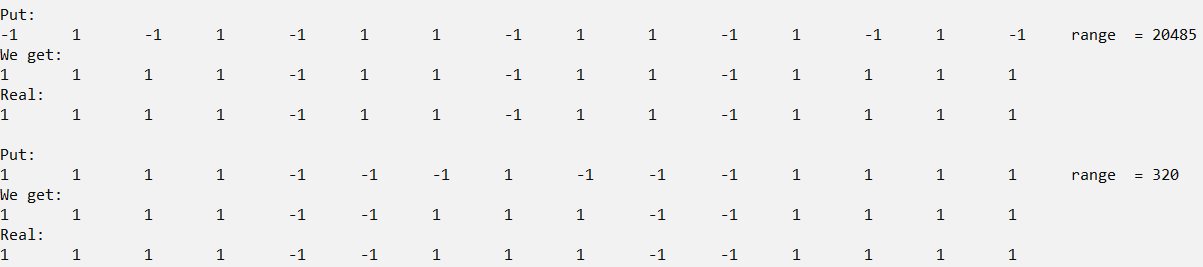 Put:
-1 1 -1 1 -1 1 1 -1 1 1 -1 1 -1 1 -1 range = 20485
We get:
1 1 1 1 -1 1 1 -1 1 1 -1 1 1 1 1
Real:
1 1 1 1 -1 1 1 -1 1 1 -1 1 1 1 1
Put:
1 1 1 1 -1 -1 -1 1 -1 -1 -1 1 1 1 1 range = 320
We get:
1 1 1 1 -1 -1 1 1 1 -1 -1 1 1 1 1
Real:
1 1 1 1 -1 -1 1 1 1 -1 -1 1 1 1 1